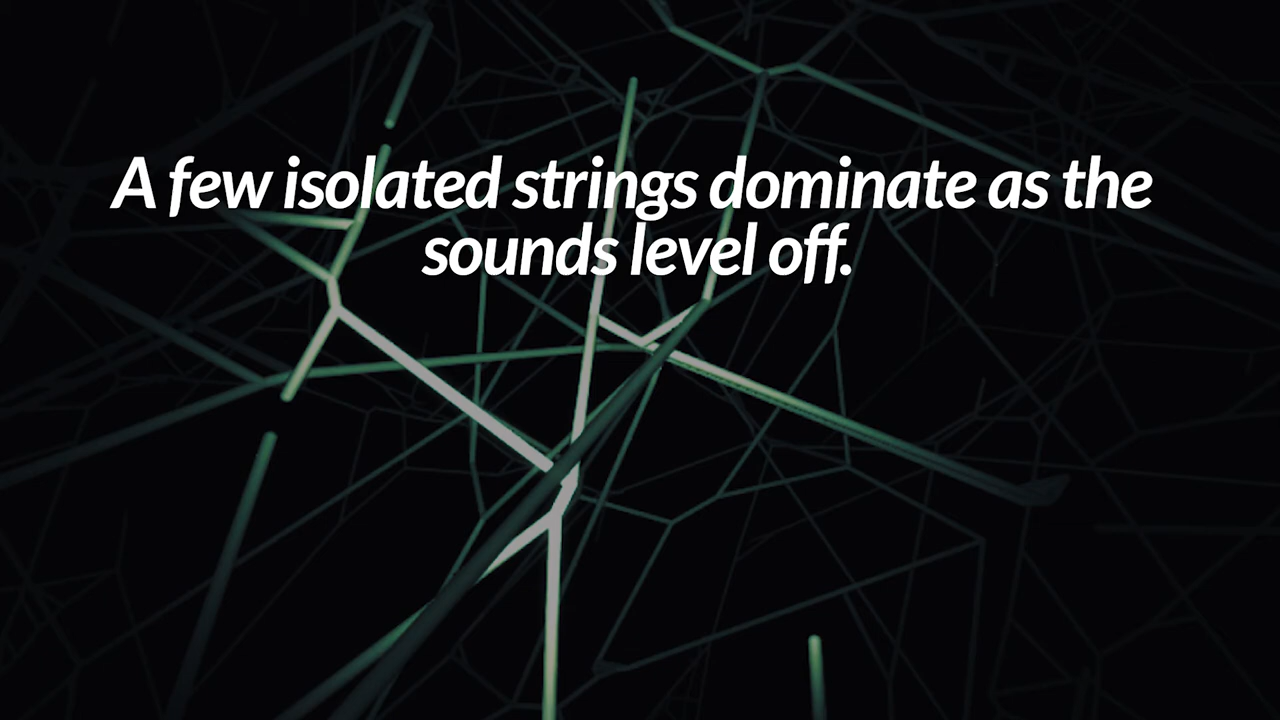 A few isolated strings dominate as the
sounds level off.